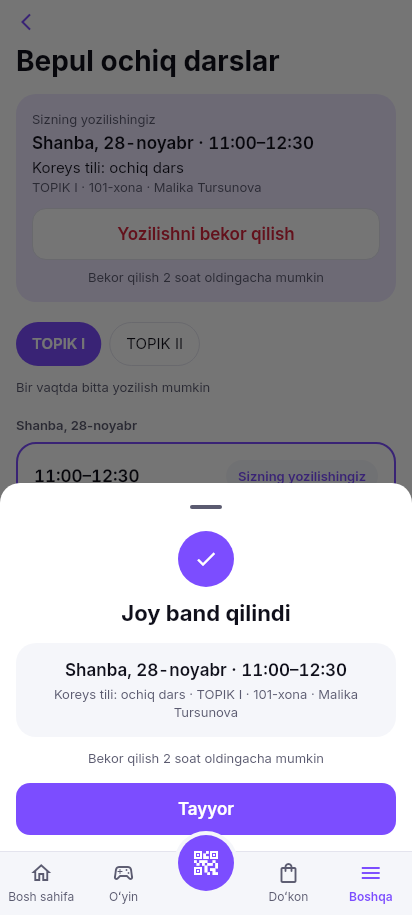 Bepul ochiq darslar
Sizning yozilishingiz
Shanba, 28-noyabr · 11:00–12:30
Koreys tili: ochiq dars
TOPIK I · 101-xona · Malika Tursunova
Yozilishni bekor qilish
Bekor qilish 2 soat oldingacha mumkin
TOPIK I
TOPIK II
Bir vaqtda bitta yozilish mumkin
Shanba, 28-noyabr
11:00–12:30
Sizning yozilishingiz
Joy band qilindi
Shanba, 28-noyabr · 11:00–12:30
Koreys tili: ochiq dars · TOPIK I · 101-xona · Malika
Tursunova
Bekor qilish 2 soat oldingacha mumkin
Tayyor
Bosh sahifa
Oʻyin
Doʻkon
Boshqa